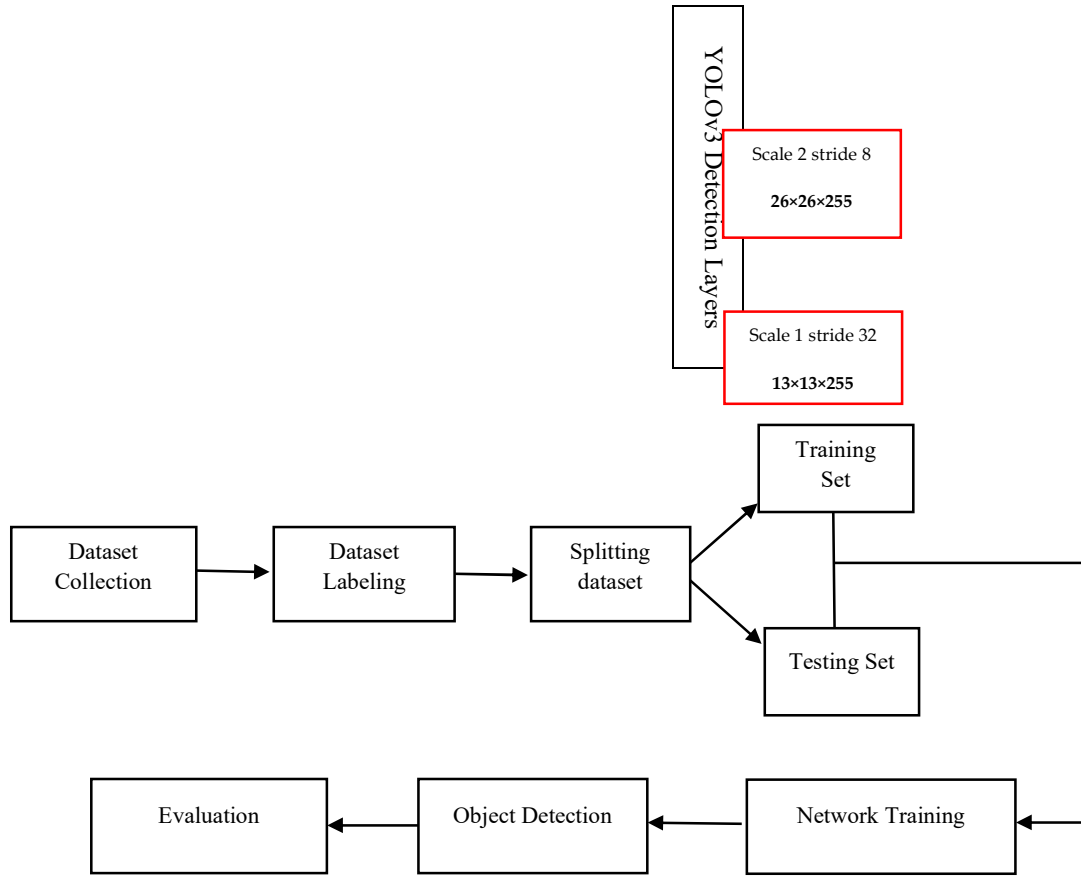 YOLOv3 Detection Layers
Scale 2 stride 8
26×26×255
Scale 1 stride 32
13×13×255
Training
Set
Dataset
Collection
Dataset
Labeling
Splitting
dataset
Testing Set
Evaluation
Object Detection
Network Training